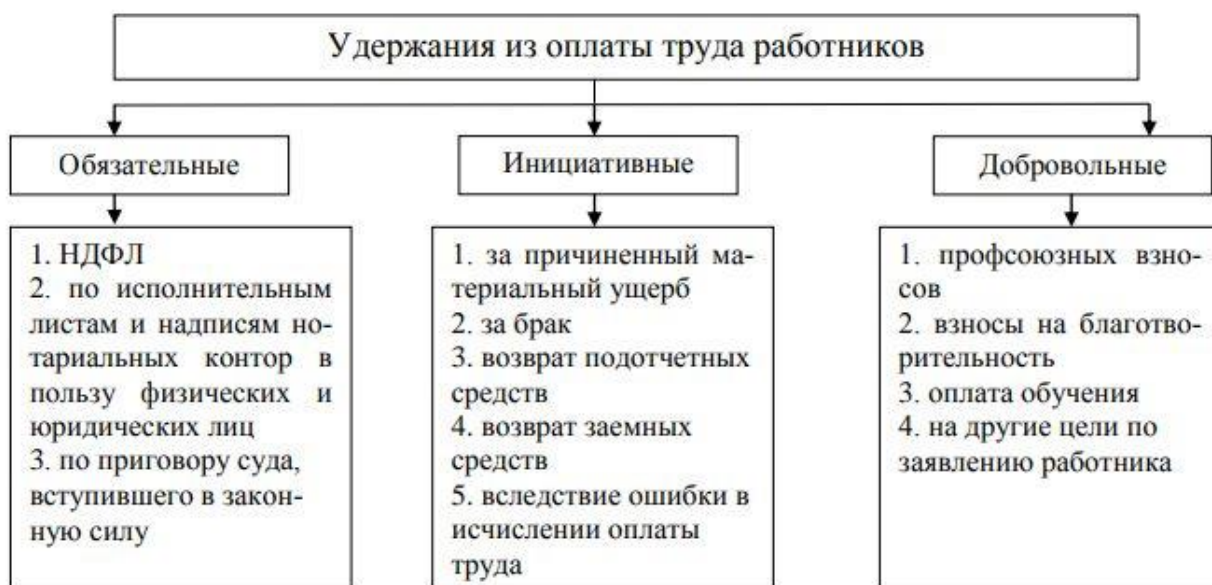 Удержания из оплаты труда работников
Обязательные
Инициативные
Добровольные
1. НДФЛ
2. по исполнительным
листам и надписям но-
тариальных контор в
пользу физических и
юридических лиц
3. по приговору суда,
вступившего в закон-
ную силу
1. за причиненный ма-
териальный ущерб
2. за брак
3. возврат подотчетных
средств
4. возврат заемных
средств
5. вследствие ошибки в
исчислении оплаты
труда
1. профсоюзных взно-
сов
2. взносы на благотво-
рительность
3. оплата обучения
4. на другие цели по
заявлению работника